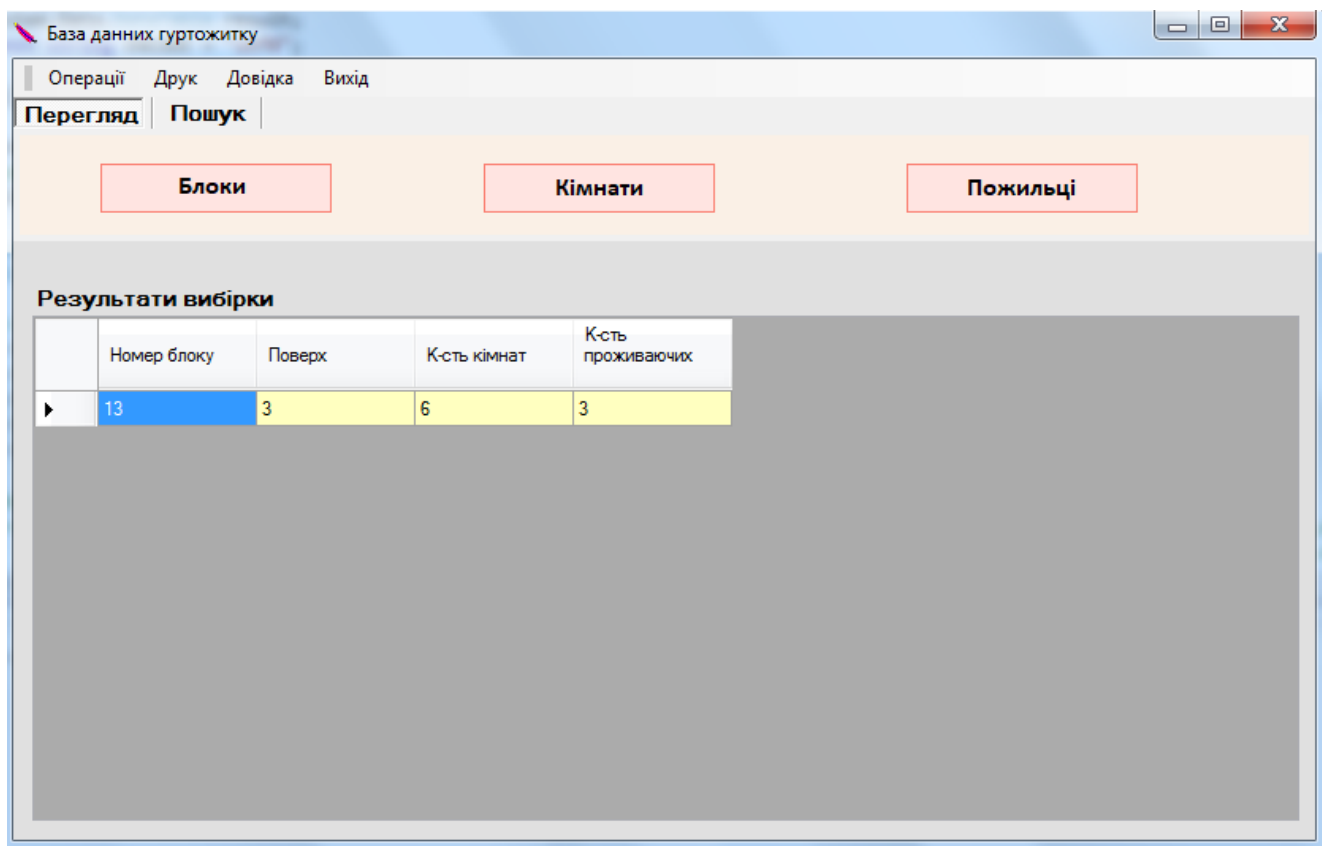 База данних гуртожитку
Операції Друк Довідка Вихід
Перегляд Пошук
Блоки Кімнати Пожильці
Результати вибірки
Номер блоку Поверх К-сть кімнат К-сть проживаючих
13 3 6 3